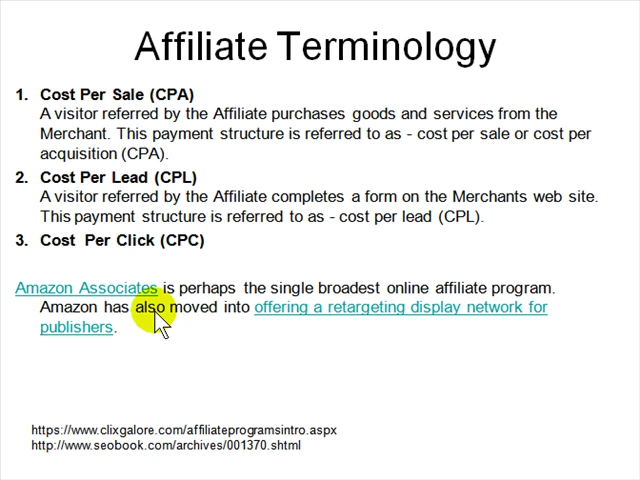 Affiliate Terminology
1. Cost Per Sale (CPA)
A visitor referred by the Affiliate purchases goods and services from the
Merchant. This payment structure is referred to as - cost per sale or cost per
acquisition (CPA).
2. Cost Per Lead (CPL)
A visitor referred by the Affiliate completes a form on the Merchants web site.
This payment structure is referred to as - cost per lead (CPL).
3. Cost Per Click (CPC)
Amazon Associates is perhaps the single broadest online affiliate program.
Amazon has also moved into offering a retargeting display network for
publishers.
https://www.clixgalore.com/affiliateprogramsintro.aspx
http://www.seobook.com/archives/001370.shtml